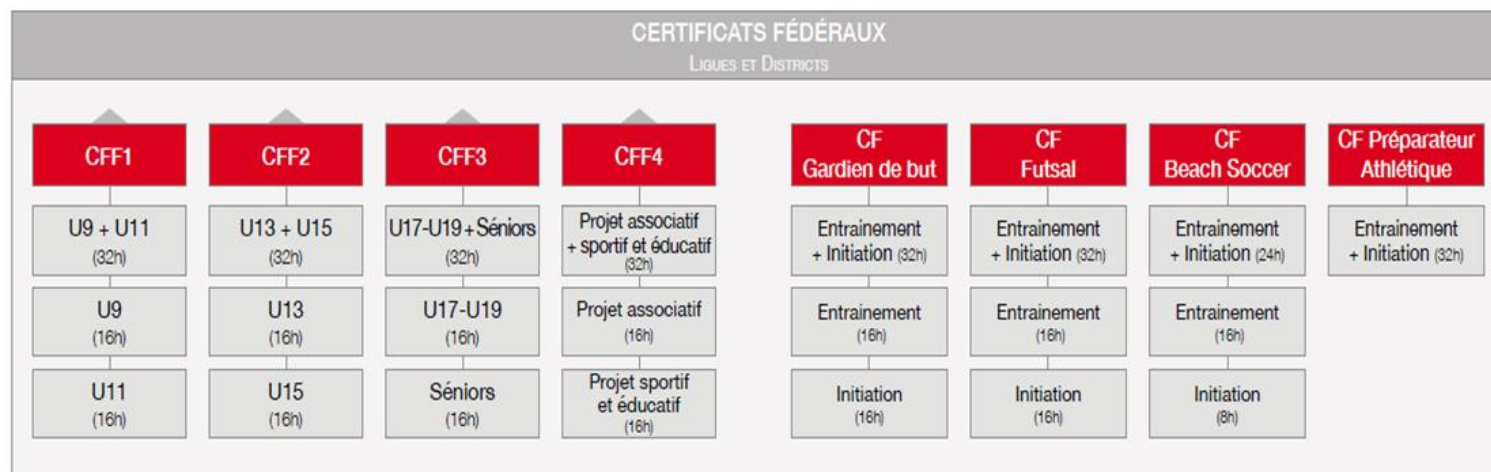 CERTIFICATS FÉDÉRAUX
LIGUES ET DISTRICTS
CFF1
U9 + U11
(32h)
U9
(16h)
U11
(16h)
CFF2
U13 + U15
(32h)
U13
(16h)
U15
(16h)
CFF3
U17-U19+Séniors
(32h)
U17-U19
(16h)
Séniors
(16h)
CFF4
Projet associatif
+ sportif et éducatif
(32h)
Projet associatif
(16h)
Projet sportif
et éducatif
(16h)
CF
Gardien de but
Entrainement
+ Initiation (32h)
Entrainement
(16h)
Initiation
(16h)
CF
Futsal
Entrainement
+ Initiation (32h)
Entrainement
(16h)
Initiation
(16h)
CF
Beach Soccer
Entrainement
+ Initiation (24h)
Entrainement
(16h)
Initiation
(8h)
CF Préparateur
Athlétique
Entrainement
+ Initiation (32h)